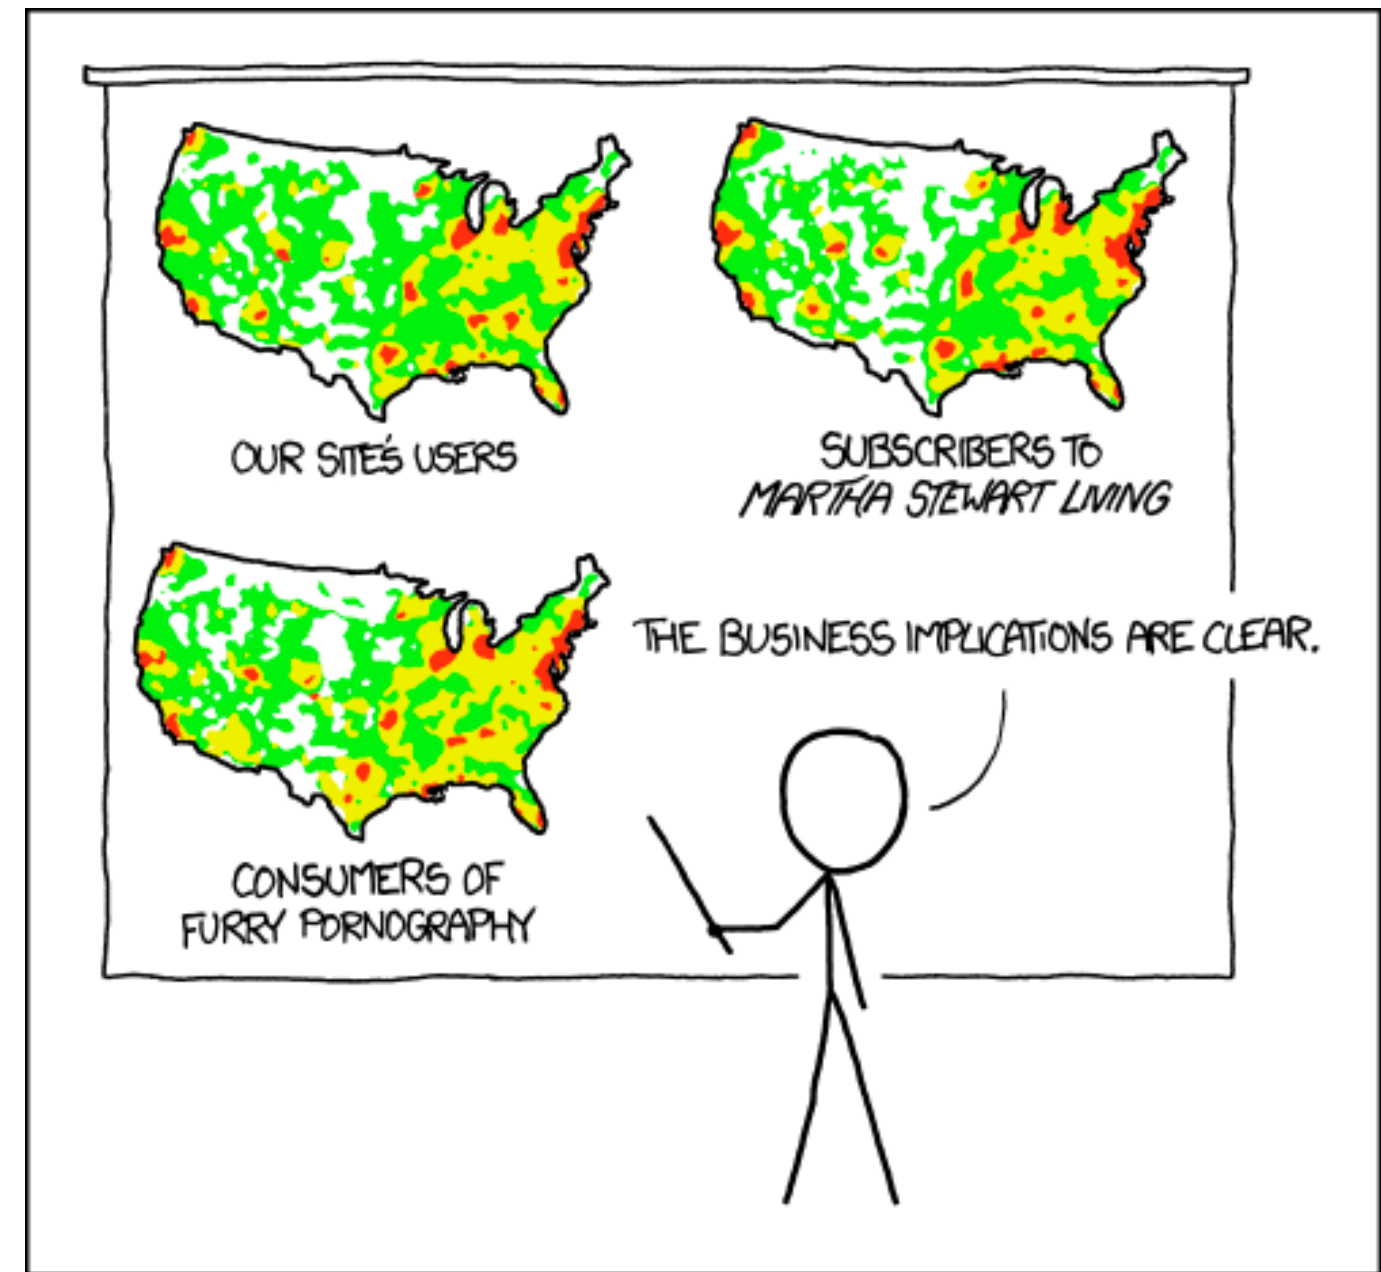 OUR SITE'S USERS
SUBSCRIBERS TO
MARTHA STEWART LIVING
CONSUMERS OF
FURRY PORNOGRAPHY
THE BUSINESS IMPLICATIONS ARE CLEAR.